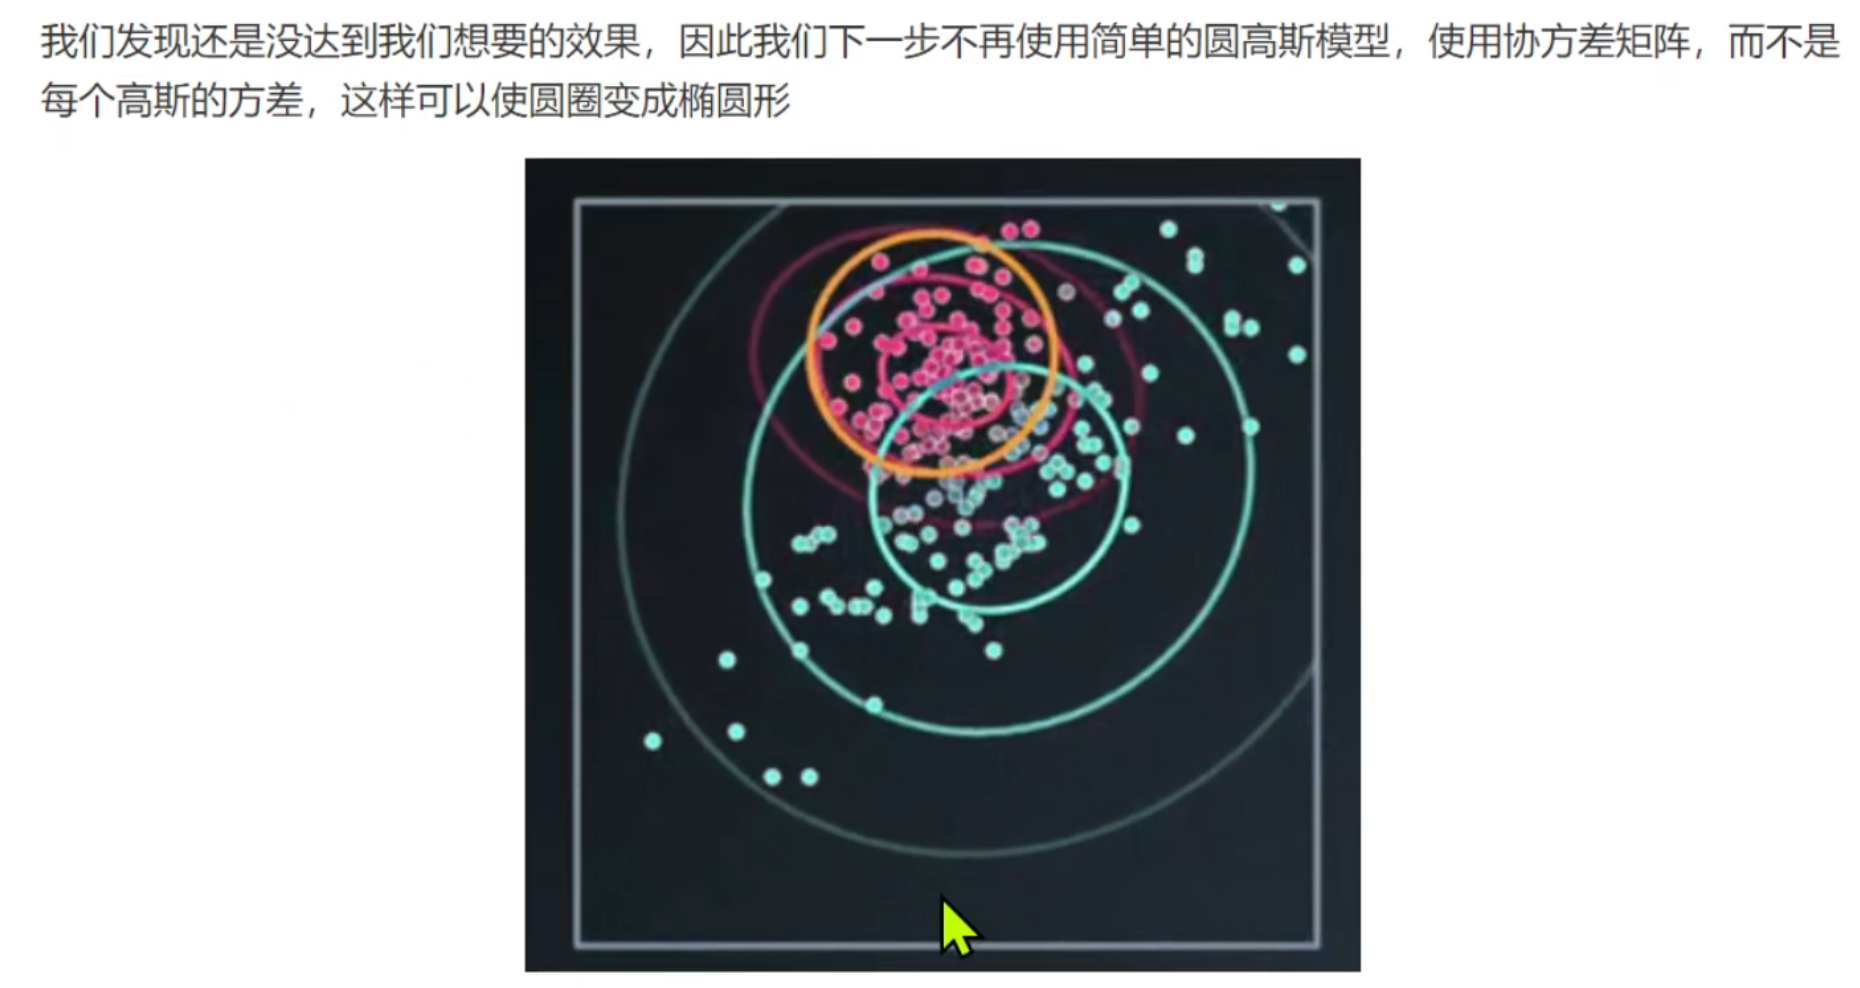 我们发现还是没达到我们想要的效果，因此我们下一步不再使用简单的圆高斯模型，使用协方差矩阵，而不是
每个高斯的方差，这样可以使圆圈变成椭圆形